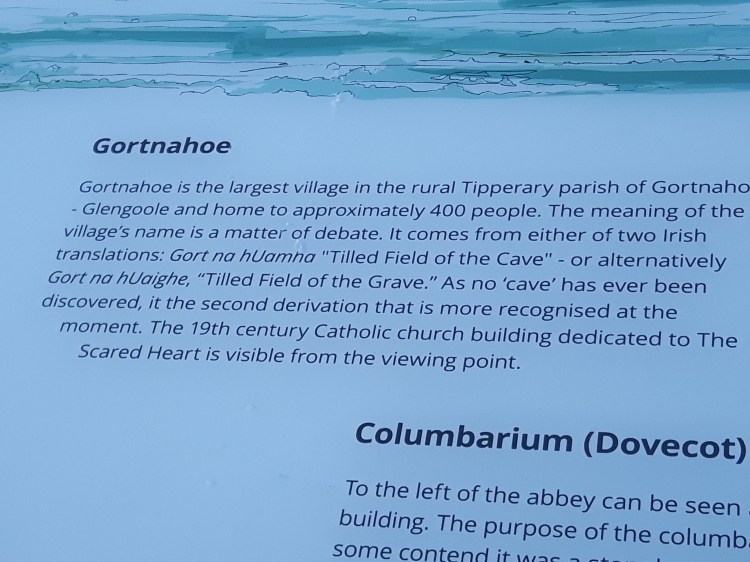 Gortnahoe
Gortnahoe is the largest village in the rural Tipperary parish of Gortnaho
- Glengoole and home to approximately 400 people. The meaning of the
village's name is a matter of debate. It comes from either of two Irish
translations: Gort na hUamha "Tilled Field of the Cave" - or alternatively
Gort na hUaighe, “Tilled Field of the Grave.” As no ‘cave’ has ever been
discovered, it the second derivation that is more recognised at the
moment. The 19th century Catholic church building dedicated to The
Scared Heart is visible from the viewing point.
Columbarium (Dovecot)
To the left of the abbey can be seen
building. The purpose of the columb
some contend it was a